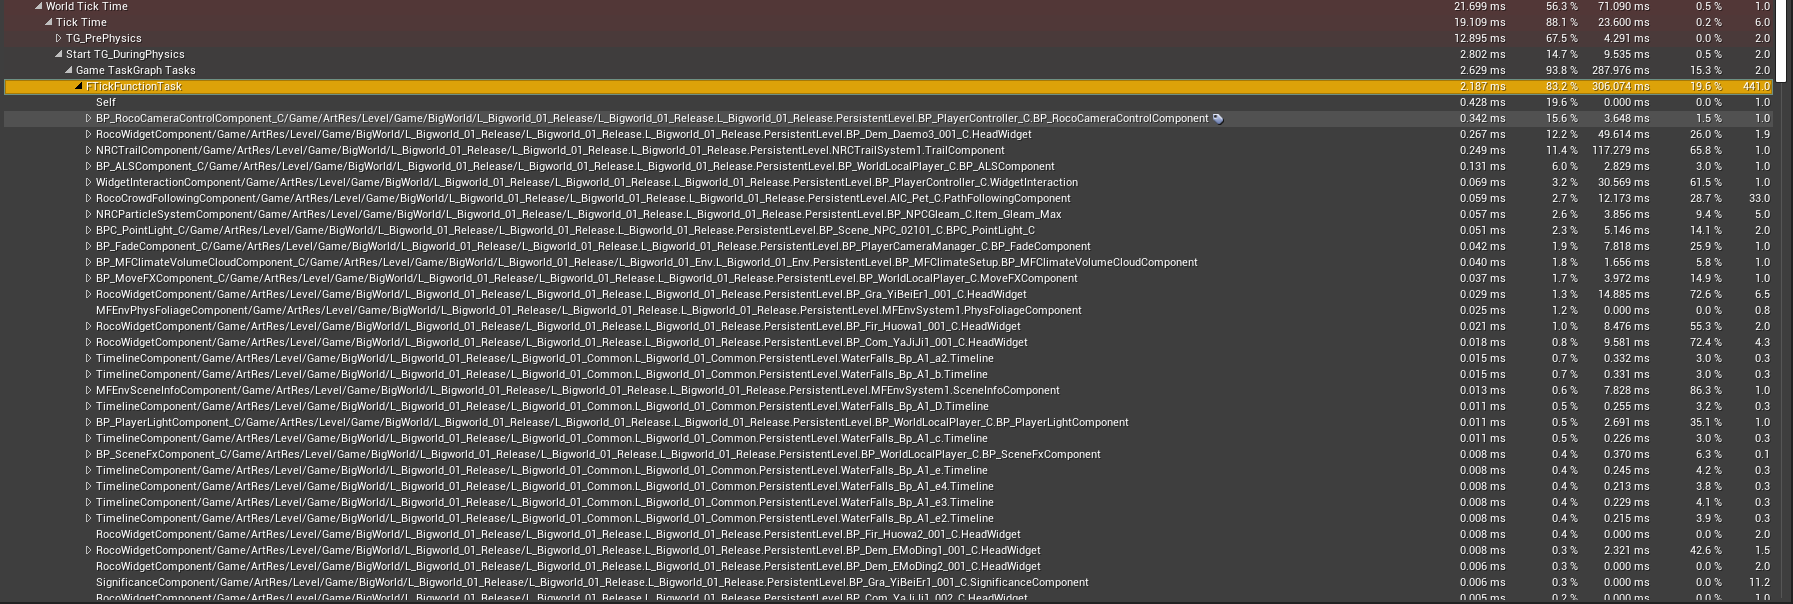 World Tick Time 21.699 ms 56.3 % 71.090 ms 0.5 % 1.0
Tick Time 19.109 ms 88.1 % 23.600 ms 0.2 % 6.0
TG_PrePhysics 12.895 ms 67.5 % 4.291 ms 0.0 % 2.0
Start TG_DuringPhysics 2.802 ms 14.7 % 9.535 ms 0.5 % 2.0
Game TaskGraph Tasks 2.629 ms 93.8 % 287.976 ms 15.3 % 2.0
FTickFunctionTask 2.187 ms 83.2 % 306.074 ms 19.6 % 441.0
Self 0.428 ms 19.6 % 0.000 ms 0.0 % 1.0
BP_RocoCameraControlComponent_C/Game/ArtRes/Level/Game/BigWorld/L_Bigworld_01_Release/L_Bigworld_01_Release.L_Bigworld_01_Release.PersistentLevel.BP_PlayerController_C.BP_RocoCameraControlComponent 0.342 ms 15.6 % 3.648 ms 1.5 % 1.0
RocoWidgetComponent/Game/ArtRes/Level/Game/BigWorld/L_Bigworld_01_Release/L_Bigworld_01_Release.L_Bigworld_01_Release.PersistentLevel.BP_Dem_Daemo3_001_C.HeadWidget 0.267 ms 12.2 % 49.614 ms 26.0 % 1.9
NRCTrailComponent/Game/ArtRes/Level/Game/BigWorld/L_Bigworld_01_Release/L_Bigworld_01_Release.L_Bigworld_01_Release.PersistentLevel.NRCTrailSystem1.TrailComponent 0.249 ms 11.4 % 117.279 ms 65.8 % 1.0
BP_ALSComponent_C/Game/ArtRes/Level/Game/BigWorld/L_Bigworld_01_Release/L_Bigworld_01_Release.L_Bigworld_01_Release.PersistentLevel.BP_WorldLocalPlayer_C.BP_ALSComponent 0.131 ms 6.0 % 2.829 ms 3.0 % 1.0
WidgetInteractionComponent/Game/ArtRes/Level/Game/BigWorld/L_Bigworld_01_Release/L_Bigworld_01_Release.L_Bigworld_01_Release.PersistentLevel.BP_PlayerController_C.WidgetInteraction 0.069 ms 3.2 % 30.569 ms 61.5 % 1.0
RocoCrowdFollowingComponent/Game/ArtRes/Level/Game/BigWorld/L_Bigworld_01_Release/L_Bigworld_01_Release.L_Bigworld_01_Release.PersistentLevel.AIC_Pet_C.PathFollowingComponent 0.059 ms 2.7 % 12.173 ms 28.7 % 33.0
NRCParticleSystemComponent/Game/ArtRes/Level/Game/BigWorld/L_Bigworld_01_Release/L_Bigworld_01_Release.L_Bigworld_01_Release.PersistentLevel.BP_NPCGleam_C.Item_Gleam_Max 0.057 ms 2.6 % 3.856 ms 9.4 % 5.0
BPC_PointLight_C/Game/ArtRes/Level/Game/BigWorld/L_Bigworld_01_Release/L_Bigworld_01_Release.L_Bigworld_01_Release.PersistentLevel.BP_Scene_NPC_02101_C.BPC_PointLight_C 0.051 ms 2.3 % 5.146 ms 14.1 % 2.0
BP_FadeComponent_C/Game/ArtRes/Level/Game/BigWorld/L_Bigworld_01_Release/L_Bigworld_01_Release.L_Bigworld_01_Release.PersistentLevel.BP_PlayerCameraManager_C.BP_FadeComponent 0.042 ms 1.9 % 7.818 ms 25.9 % 1.0
BP_MFClimateVolumeCloudComponent_C/Game/ArtRes/Level/Game/BigWorld/L_Bigworld_01_Release/L_Bigworld_01_Env.L_Bigworld_01_Env.PersistentLevel.BP_MFClimateSetup.BP_MFClimateVolumeCloudComponent 0.040 ms 1.8 % 1.656 ms 5.8 % 1.0
BP_MoveFXComponent_C/Game/ArtRes/Level/Game/BigWorld/L_Bigworld_01_Release/L_Bigworld_01_Release.L_Bigworld_01_Release.PersistentLevel.BP_WorldLocalPlayer_C.MoveFXComponent 0.037 ms 1.7 % 3.972 ms 14.9 % 1.0
RocoWidgetComponent/Game/ArtRes/Level/Game/BigWorld/L_Bigworld_01_Release/L_Bigworld_01_Release.L_Bigworld_01_Release.PersistentLevel.BP_Gra_YiBeiEr1_001_C.HeadWidget 0.029 ms 1.3 % 14.885 ms 72.6 % 6.5
MFEnvPhysFoliageComponent/Game/ArtRes/Level/Game/BigWorld/L_Bigworld_01_Release/L_Bigworld_01_Release.L_Bigworld_01_Release.PersistentLevel.MFEnvSystem1.PhysFoliageComponent 0.025 ms 1.2 % 0.000 ms 0.0 % 0.8
RocoWidgetComponent/Game/ArtRes/Level/Game/BigWorld/L_Bigworld_01_Release/L_Bigworld_01_Release.L_Bigworld_01_Release.PersistentLevel.BP_Fir_Huowa1_001_C.HeadWidget 0.021 ms 1.0 % 8.476 ms 55.3 % 2.0
RocoWidgetComponent/Game/ArtRes/Level/Game/BigWorld/L_Bigworld_01_Release/L_Bigworld_01_Release.L_Bigworld_01_Release.PersistentLevel.BP_Com_YaJiJi1_001_C.HeadWidget 0.018 ms 0.8 % 9.581 ms 72.4 % 4.3
TimelineComponent/Game/ArtRes/Level/Game/BigWorld/L_Bigworld_01_Release/L_Bigworld_01_Common.L_Bigworld_01_Common.PersistentLevel.WaterFalls_Bp_A1_a2.Timeline 0.015 ms 0.7 % 0.332 ms 3.0 % 0.3
TimelineComponent/Game/ArtRes/Level/Game/BigWorld/L_Bigworld_01_Release/L_Bigworld_01_Common.L_Bigworld_01_Common.PersistentLevel.WaterFalls_Bp_A1_b.Timeline 0.015 ms 0.7 % 0.331 ms 3.0 % 0.3
MFEnvSceneInfoComponent/Game/ArtRes/Level/Game/BigWorld/L_Bigworld_01_Release/L_Bigworld_01_Release.L_Bigworld_01_Release.PersistentLevel.MFEnvSystem1.SceneInfoComponent 0.013 ms 0.6 % 7.828 ms 86.3 % 1.0
TimelineComponent/Game/ArtRes/Level/Game/BigWorld/L_Bigworld_01_Release/L_Bigworld_01_Common.L_Bigworld_01_Common.PersistentLevel.WaterFalls_Bp_A1_D.Timeline 0.011 ms 0.5 % 0.255 ms 3.2 % 0.3
BP_PlayerLightComponent_C/Game/ArtRes/Level/Game/BigWorld/L_Bigworld_01_Release/L_Bigworld_01_Release.L_Bigworld_01_Release.PersistentLevel.BP_WorldLocalPlayer_C.BP_PlayerLightComponent 0.011 ms 0.5 % 2.691 ms 35.1 % 1.0
TimelineComponent/Game/ArtRes/Level/Game/BigWorld/L_Bigworld_01_Release/L_Bigworld_01_Common.L_Bigworld_01_Common.PersistentLevel.WaterFalls_Bp_A1_c.Timeline 0.011 ms 0.5 % 0.226 ms 3.0 % 0.3
BP_SceneFxComponent_C/Game/ArtRes/Level/Game/BigWorld/L_Bigworld_01_Release/L_Bigworld_01_Release.L_Bigworld_01_Release.PersistentLevel.BP_WorldLocalPlayer_C.BP_SceneFxComponent 0.008 ms 0.4 % 0.370 ms 6.3 % 0.1
TimelineComponent/Game/ArtRes/Level/Game/BigWorld/L_Bigworld_01_Release/L_Bigworld_01_Common.L_Bigworld_01_Common.PersistentLevel.WaterFalls_Bp_A1_e.Timeline 0.008 ms 0.4 % 0.245 ms 4.2 % 0.3
TimelineComponent/Game/ArtRes/Level/Game/BigWorld/L_Bigworld_01_Release/L_Bigworld_01_Common.L_Bigworld_01_Common.PersistentLevel.WaterFalls_Bp_A1_e4.Timeline 0.008 ms 0.4 % 0.213 ms 3.8 % 0.3
TimelineComponent/Game/ArtRes/Level/Game/BigWorld/L_Bigworld_01_Release/L_Bigworld_01_Common.L_Bigworld_01_Common.PersistentLevel.WaterFalls_Bp_A1_e3.Timeline 0.008 ms 0.4 % 0.229 ms 4.1 % 0.3
TimelineComponent/Game/ArtRes/Level/Game/BigWorld/L_Bigworld_01_Release/L_Bigworld_01_Common.L_Bigworld_01_Common.PersistentLevel.WaterFalls_Bp_A1_e2.Timeline 0.008 ms 0.4 % 0.215 ms 3.9 % 0.3
RocoWidgetComponent/Game/ArtRes/Level/Game/BigWorld/L_Bigworld_01_Release/L_Bigworld_01_Release.L_Bigworld_01_Release.PersistentLevel.BP_Fir_Huowa2_001_C.HeadWidget 0.008 ms 0.4 % 0.000 ms 0.0 % 2.0
RocoWidgetComponent/Game/ArtRes/Level/Game/BigWorld/L_Bigworld_01_Release/L_Bigworld_01_Release.L_Bigworld_01_Release.PersistentLevel.BP_Dem_EMoDing1_001_C.HeadWidget 0.008 ms 0.3 % 2.321 ms 42.6 % 1.5
RocoWidgetComponent/Game/ArtRes/Level/Game/BigWorld/L_Bigworld_01_Release/L_Bigworld_01_Release.L_Bigworld_01_Release.PersistentLevel.BP_Dem_EMoDing2_001_C.HeadWidget 0.006 ms 0.3 % 0.000 ms 0.0 % 2.0
SignificanceComponent/Game/ArtRes/Level/Game/BigWorld/L_Bigworld_01_Release/L_Bigworld_01_Release.L_Bigworld_01_Release.PersistentLevel.BP_Gra_YiBeiEr1_001_C.SignificanceComponent 0.006 ms 0.3 % 0.000 ms 0.0 % 11.2
RocoWidgetComponent/Game/ArtRes/Level/Game/BigWorld/L_Bigworld_01_Release/L_Bigworld_01_Release.L_Bigworld_01_Release.PersistentLevel.BP_Com_YaJiJi1_002_C.HeadWidget 0.005 ms 0.2 % 0.000 ms 0.0 % 1.0